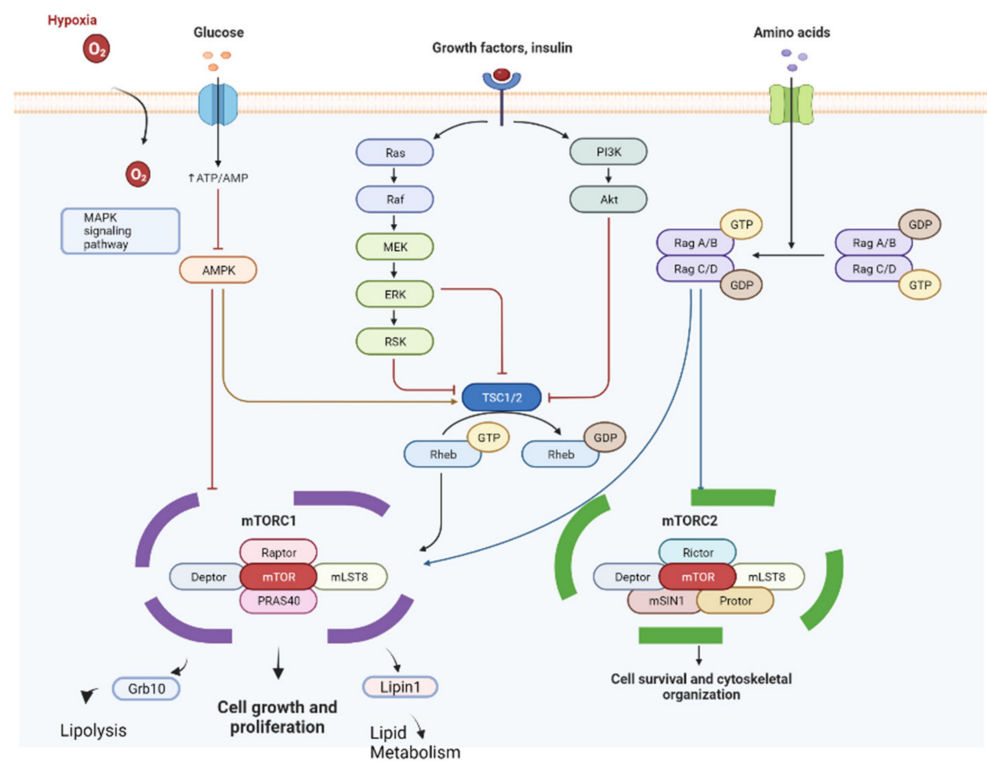 Hypoxia
O2
Glucose
Growth factors, insulin
Amino acids
O2
↑ATP/AMP
MAPK
signaling
pathway
AMPK
Ras
Raf
MEK
ERK
RSK
PI3K
Akt
Rag A/B
GTP
Rag C/D
GDP
Rag A/B
GDP
Rag C/D
GTP
TSC1/2
Rheb
GTP
Rheb
GDP
mTORC1
Raptor
Deptor
mTOR
mLST8
PRAS40
mTORC2
Rictor
Deptor
mTOR
mLST8
mSIN1
Protor
Grb10
Lipolysis
Cell growth and
proliferation
Lipin1
Lipid
Metabolism
Cell survival and cytoskeletal
organization